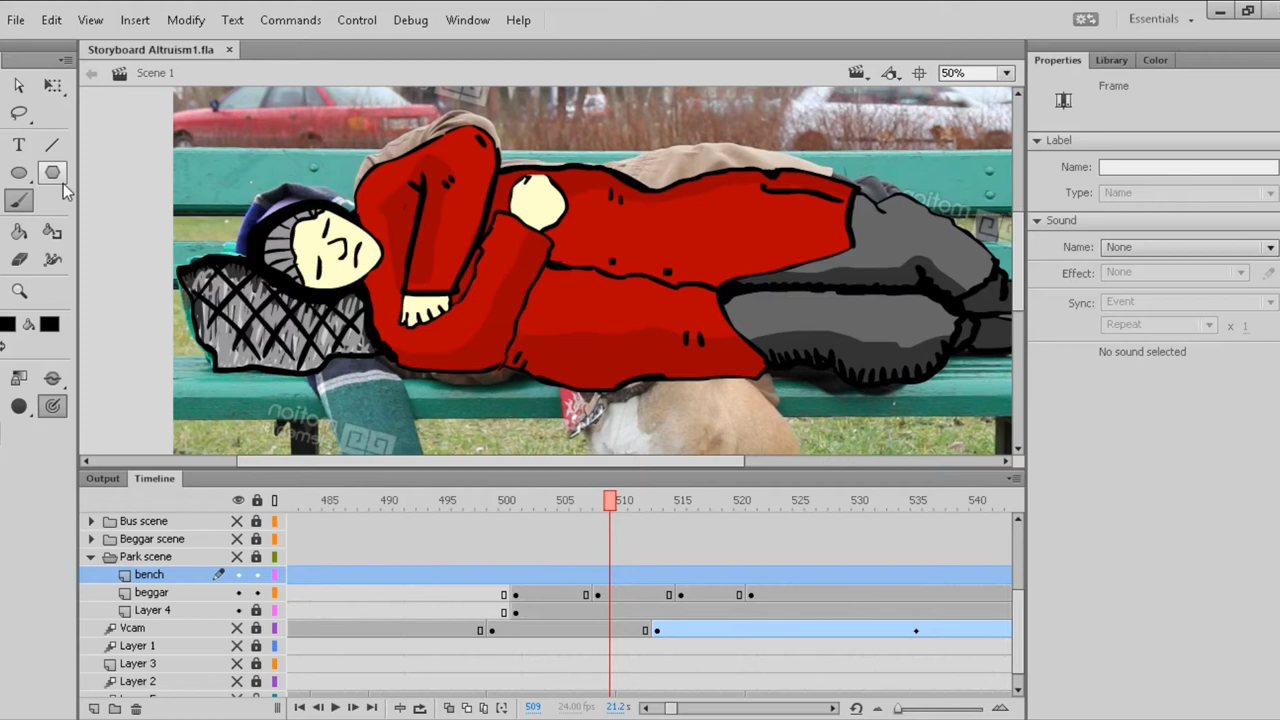 File Edit View Insert Modify Text Commands Control Debug Window Help Essentials
Storyboard Altruism1.fla
Scene 1
50%
Properties Library Color
Frame
Label
Name:
Type: Name
Sound
Name: None
Effect: None
Sync: Event
Repeat x 1
No sound selected
noitom
Output Timeline
485 490 495 500 505 510 515 520 525 530 535 540
Bus scene
Beggar scene
Park scene
bench
beggar
Layer 4
Vcam
Layer 1
Layer 3
Layer 2
509 24.00 fps 21.2 s